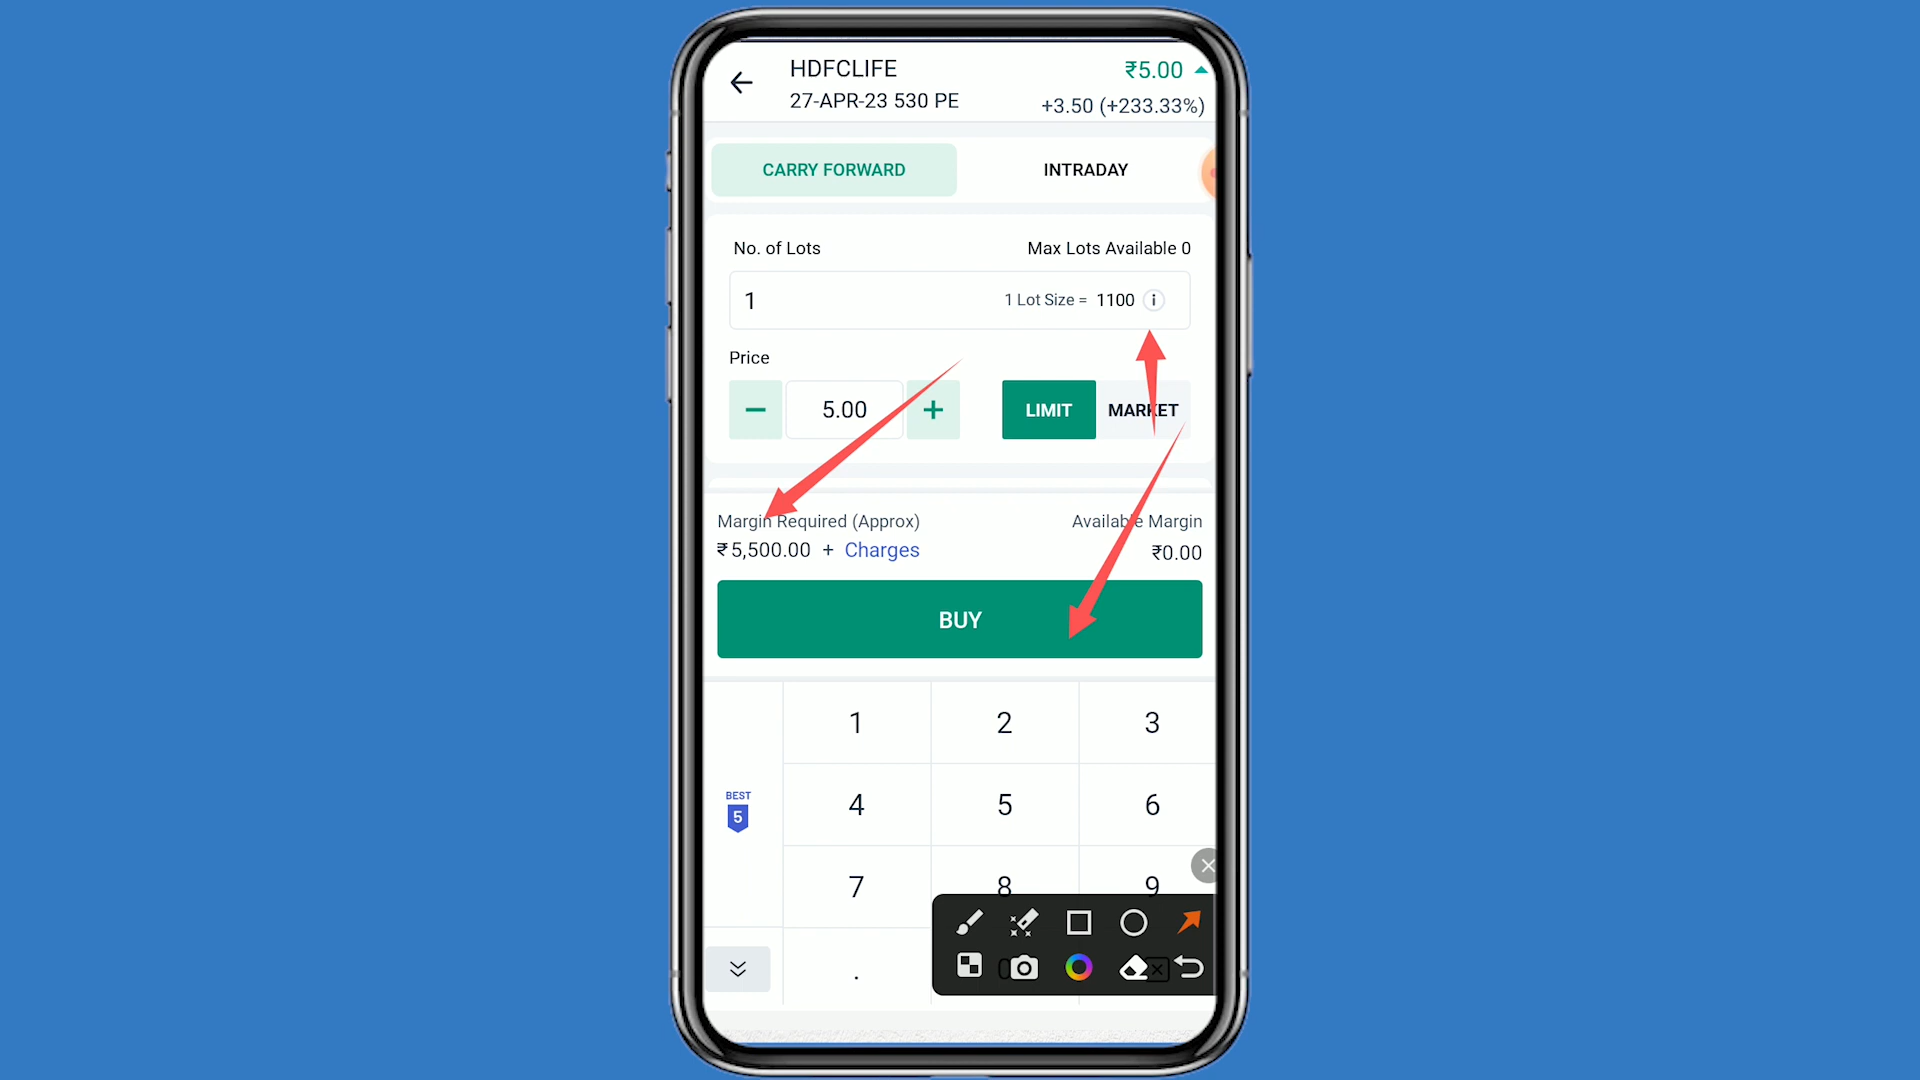 HDFCLIFE
₹5.00
27-APR-23 530 PE
+3.50 (+233.33%)
CARRY FORWARD
INTRADAY
No. of Lots
Max Lots Available 0
1
1 Lot Size = 1100
Price
5.00
LIMIT
MARKET
Margin Required (Approx)
Available Margin
₹5,500.00 + Charges
₹0.00
BUY
1 2 3
BEST
5
4 5 6
7 8 9
.